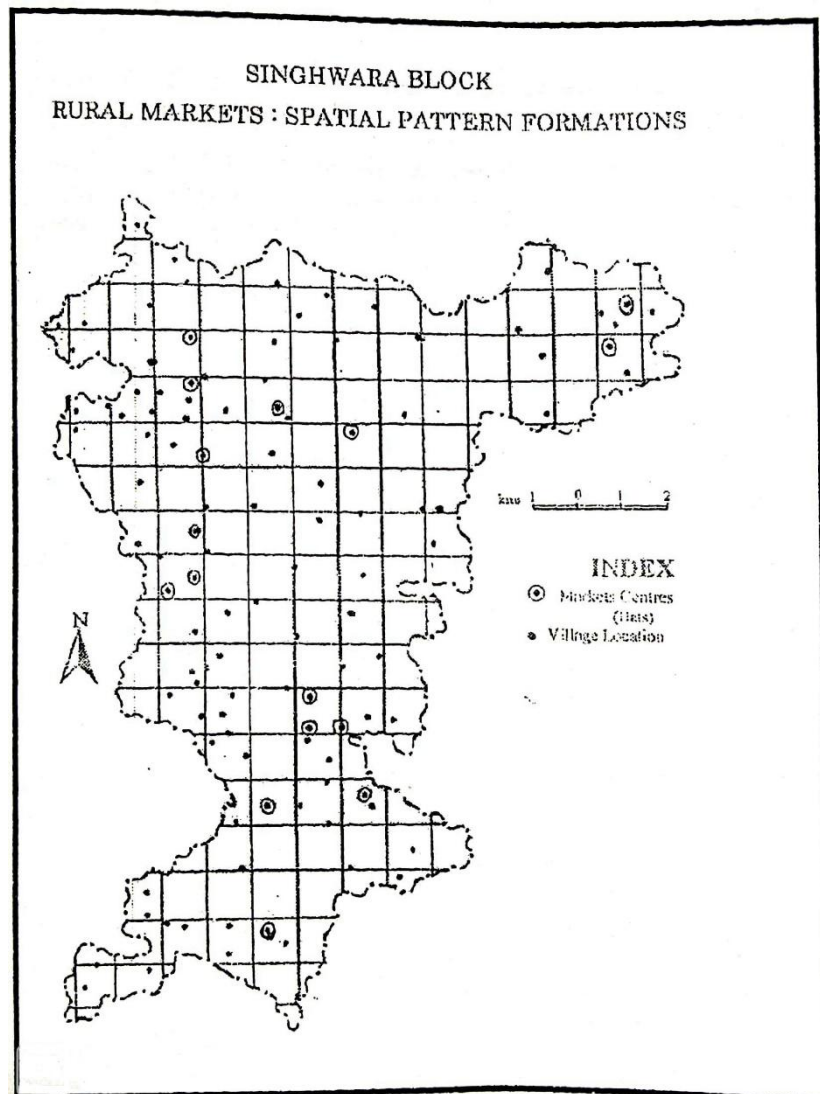 SINGHWARA BLOCK
RURAL MARKETS : SPATIAL PATTERN FORMATIONS
kms 1 0 1 2
INDEX
Markets Centres
(Hats)
Village Location
N